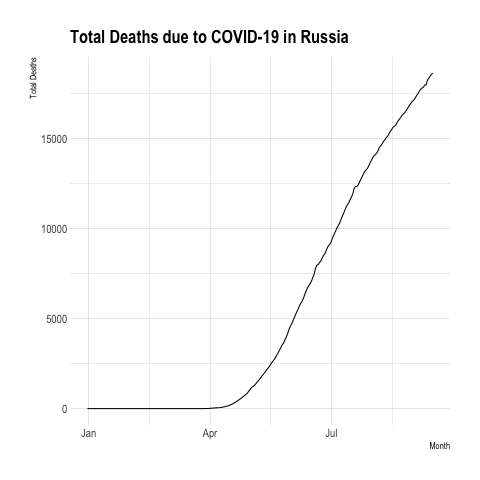 Total Deaths due to COVID-19 in Russia
Total Deaths
15000
10000
5000
0
Jan Apr Jul
Month